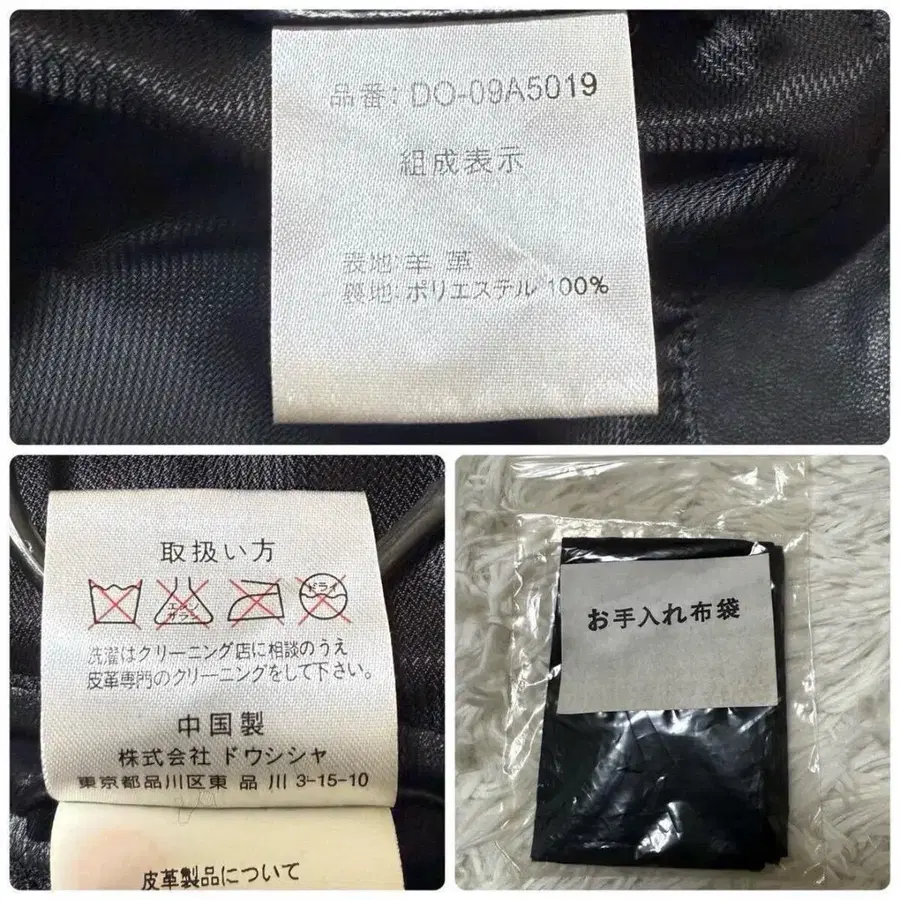 品番: DO-09A5019
組成表示
表地: 羊 革
裏地: ポリエステル 100%
取扱い方
エンソサラシ
ドライ
洗濯はクリーニング店に相談のうえ
皮革専門のクリーニングをして下さい。
中国製
株式会社 ドウシシャ
東京都品川区東 品 川 3-15-10
皮革製品について
お手入れ布袋